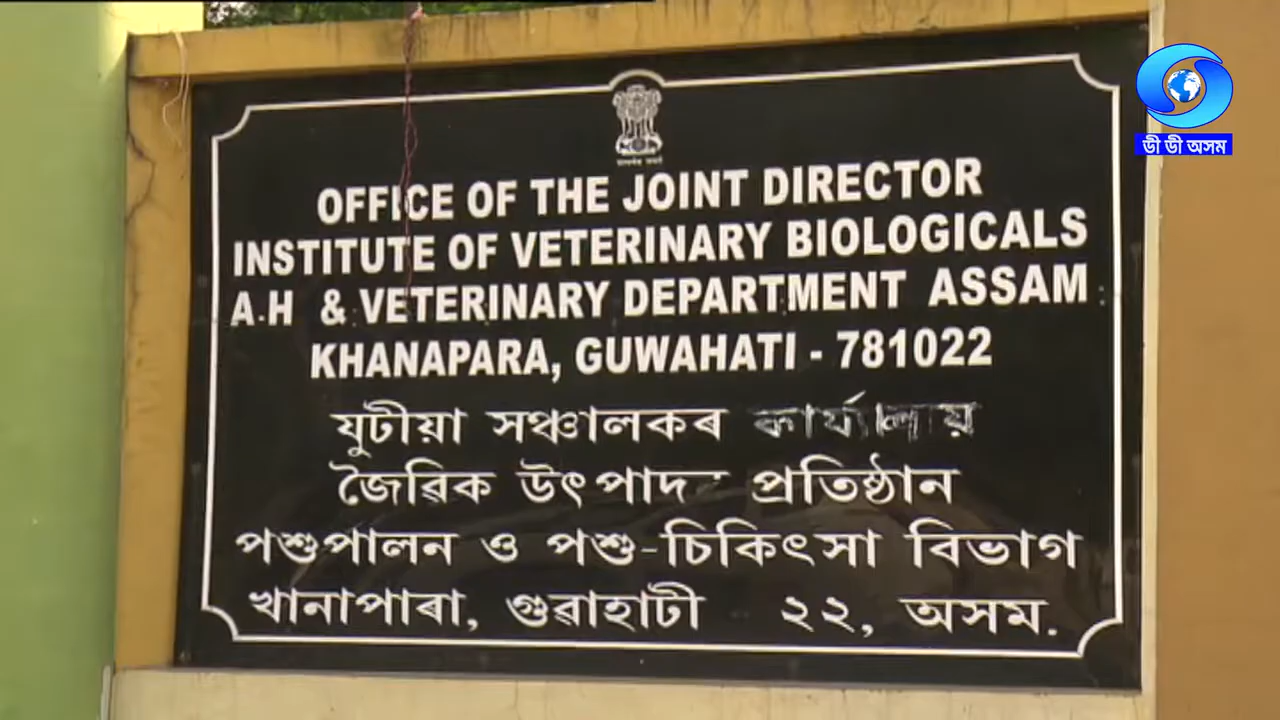 ডী ডী অসম
OFFICE OF THE JOINT DIRECTOR
INSTITUTE OF VETERINARY BIOLOGICALS
A.H & VETERINARY DEPARTMENT ASSAM
KHANAPARA, GUWAHATI - 781022
যুটীয়া সঞ্চালকৰ কাৰ্য্যালয়
জৈৱিক উৎপাদ প্ৰতিষ্ঠান
পশুপালন ও পশু-চিকিৎসা বিভাগ
খানাপাৰা, গুৱাহাটী ২২, অসম.